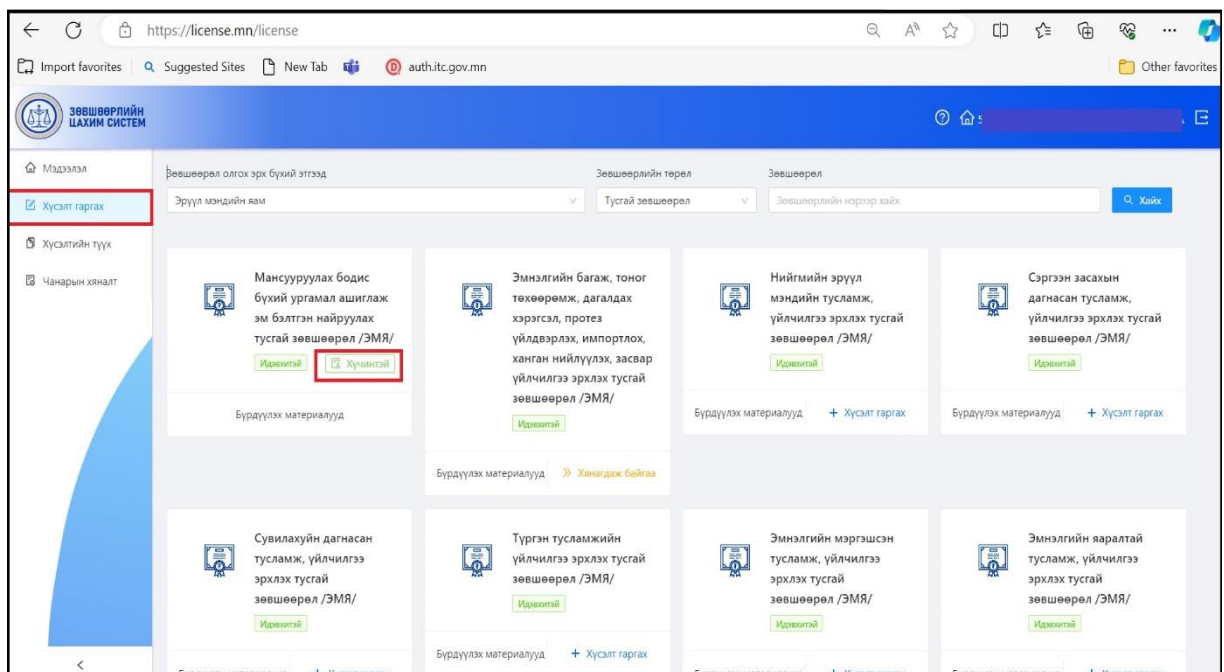 https://license.mn/license
Import favorites
Suggested Sites
New Tab
auth.itc.gov.mn
Other favorites
ЗӨВШӨӨРЛИЙН
ЦАХИМ СИСТЕМ
Мэдээлэл
Хүсэлт гаргах
Хүсэлтийн түүх
Чанарын хяналт
Зөвшөөрөл олгох эрх бүхий этгээд
Зөвшөөрлийн төрөл
Зөвшөөрөл
Эрүүл мэндийн яам
Тусгай зөвшөөрөл
Зөвшөөрлийн нэрээр хайх
Хайх
Мансууруулах бодис
бүхий ургамал ашиглаж
эм бэлтгэн найруулах
тусгай зөвшөөрөл /ЭМЯ/
Идэвхитэй
Хүчинтэй
Бүрдүүлэх материалууд
Эмнэлгийн багаж, тоног
төхөөрөмж, дагалдах
хэрэгсэл, протез
үйлдвэрлэх, импортлох,
ханган нийлүүлэх, засвар
үйлчилгээ эрхлэх тусгай
зөвшөөрөл /ЭМЯ/
Идэвхитэй
Бүрдүүлэх материалууд
Хянагдаж байгаа
Нийгмийн эрүүл
мэндийн тусламж,
үйлчилгээ эрхлэх тусгай
зөвшөөрөл /ЭМЯ/
Идэвхитэй
Бүрдүүлэх материалууд
+ Хүсэлт гаргах
Сэргээн засахын
дагнасан тусламж,
үйлчилгээ эрхлэх тусгай
зөвшөөрөл /ЭМЯ/
Идэвхитэй
Бүрдүүлэх материалууд
+ Хүсэлт гаргах
Сувилахуйн дагнасан
тусламж, үйлчилгээ
эрхлэх тусгай
зөвшөөрөл /ЭМЯ/
Идэвхитэй
Түргэн тусламжийн
үйлчилгээ эрхлэх тусгай
зөвшөөрөл /ЭМЯ/
Идэвхитэй
Бүрдүүлэх материалууд
+ Хүсэлт гаргах
Эмнэлгийн мэргэшсэн
тусламж, үйлчилгээ
эрхлэх тусгай
зөвшөөрөл /ЭМЯ/
Идэвхитэй
Эмнэлгийн яаралтай
тусламж, үйлчилгээ
эрхлэх тусгай
зөвшөөрөл /ЭМЯ/
Идэвхитэй